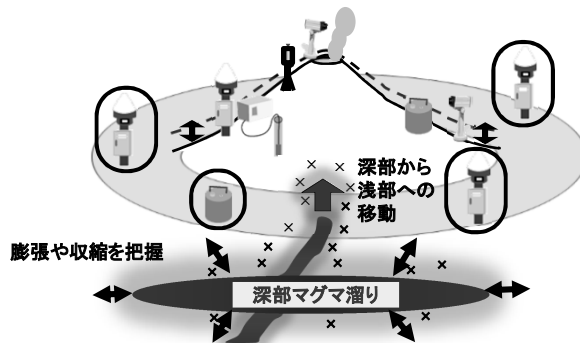 深部から
浅部への
移動
膨張や収縮を把握
深部マグマ溜り